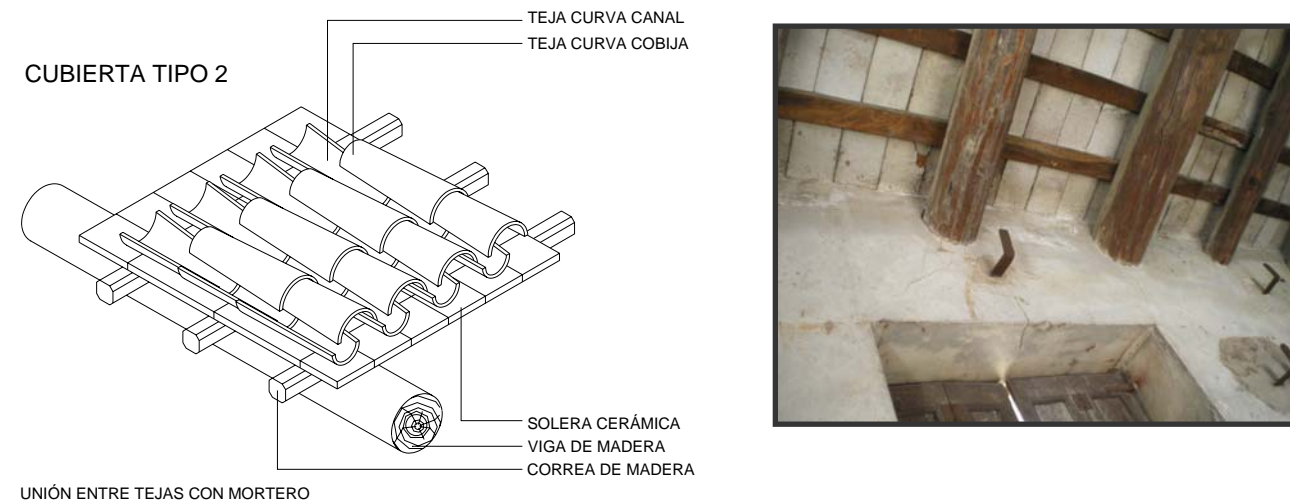 TEJA CURVA CANAL
TEJA CURVA COBIJA
CUBIERTA TIPO 2
SOLERA CERÁMICA
VIGA DE MADERA
CORREA DE MADERA
UNIÓN ENTRE TEJAS CON MORTERO